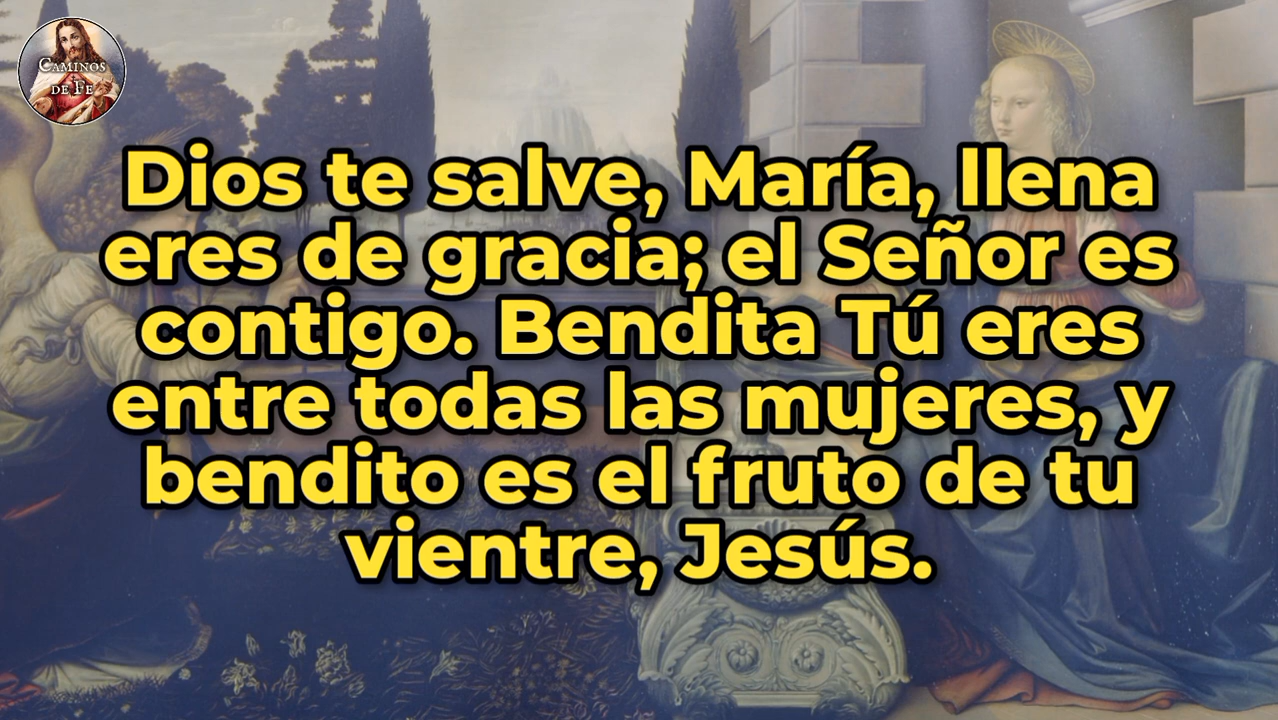 CAMINOS
DE FE
Dios te salve, María, llena
eres de gracia; el Señor es
contigo. Bendita Tú eres
entre todas las mujeres, y
bendito es el fruto de tu
vientre, Jesús.